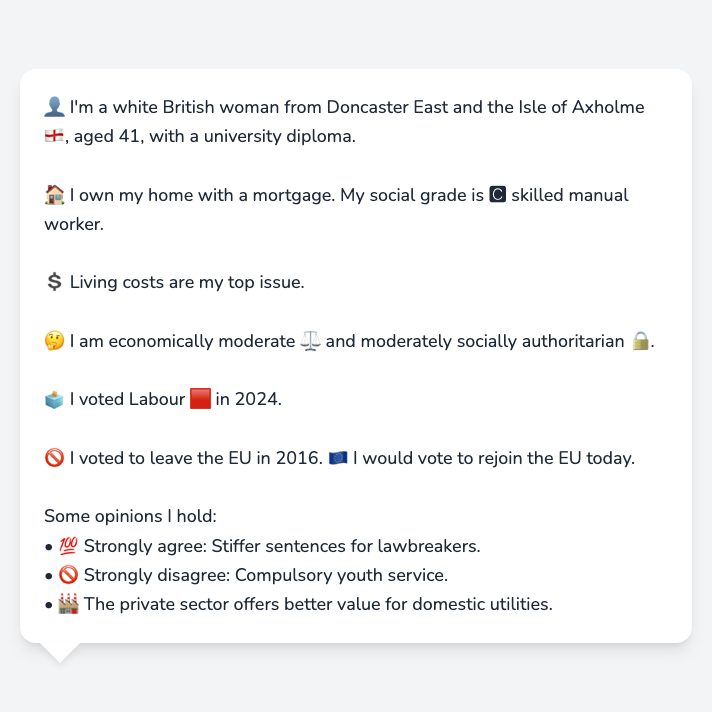 👤 I'm a white British woman from Doncaster East and the Isle of Axholme
🏴󠁧󠁢󠁥󠁮󠁧󠁿, aged 41, with a university diploma.
🏠 I own my home with a mortgage. My social grade is 🅲 skilled manual
worker.
💲 Living costs are my top issue.
🤔 I am economically moderate ⚖️ and moderately socially authoritarian 🔒.
🗳️ I voted Labour 🟥 in 2024.
🚫 I voted to leave the EU in 2016. 🇪🇺 I would vote to rejoin the EU today.
Some opinions I hold:
• 💯 Strongly agree: Stiffer sentences for lawbreakers.
• 🚫 Strongly disagree: Compulsory youth service.
• 🏭 The private sector offers better value for domestic utilities.